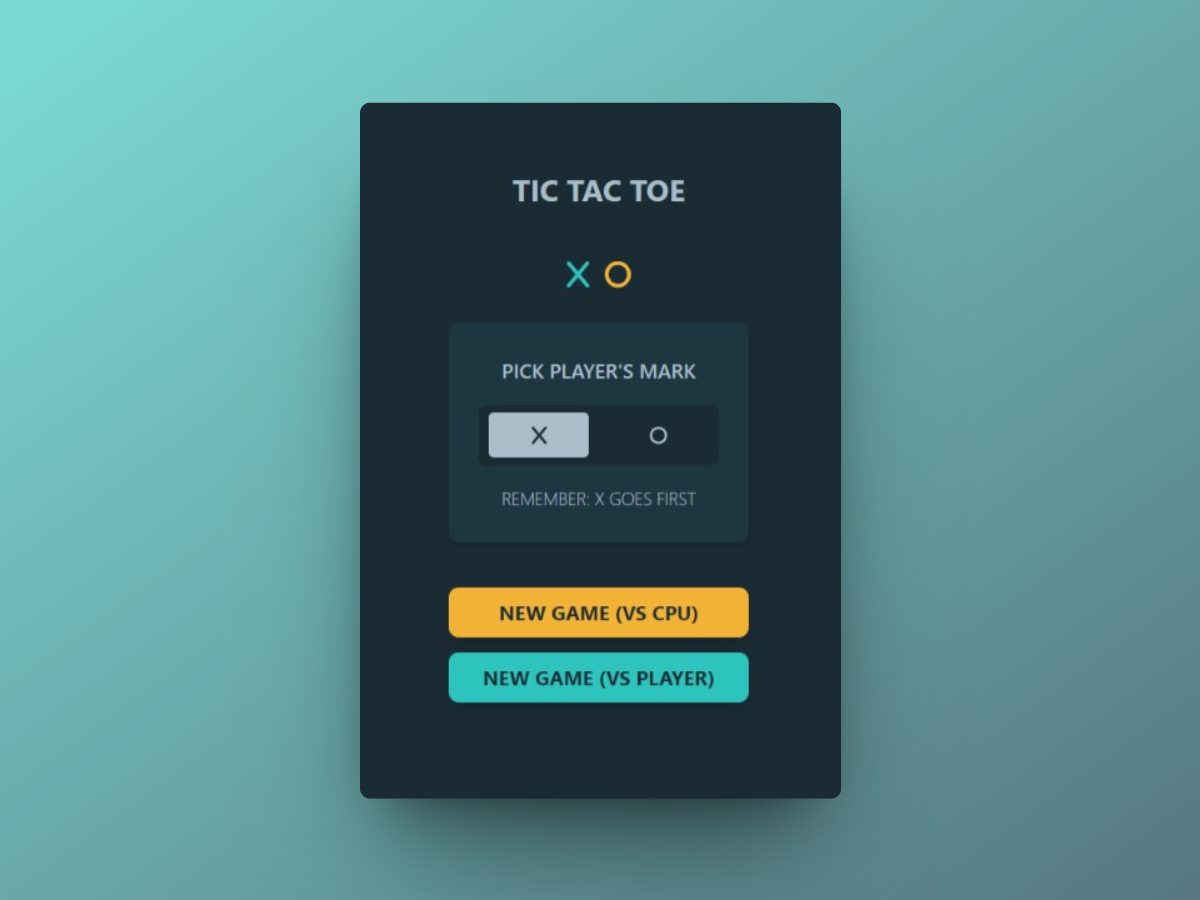 TIC TAC TOE
X O
PICK PLAYER'S MARK
X O
REMEMBER: X GOES FIRST
NEW GAME (VS CPU)
NEW GAME (VS PLAYER)